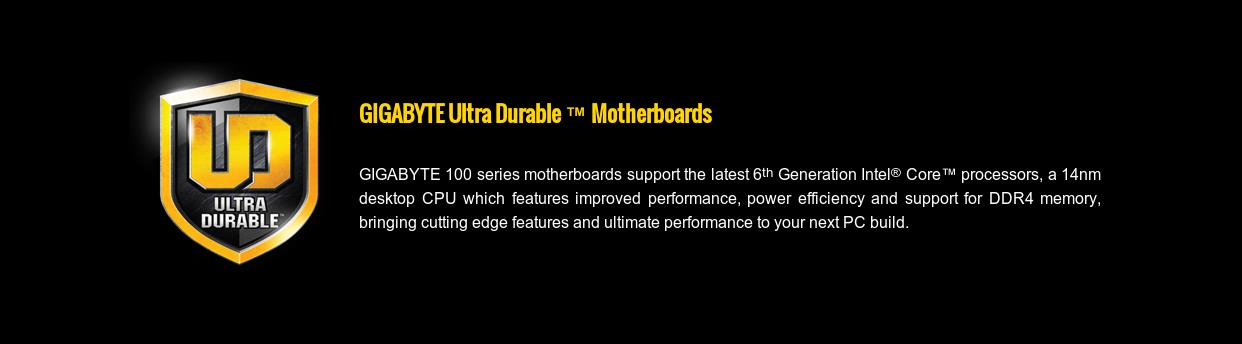 UD
ULTRA
DURABLE™
GIGABYTE Ultra Durable ™ Motherboards
GIGABYTE 100 series motherboards support the latest 6th Generation Intel® Core™ processors, a 14nm
desktop CPU which features improved performance, power efficiency and support for DDR4 memory,
bringing cutting edge features and ultimate performance to your next PC build.